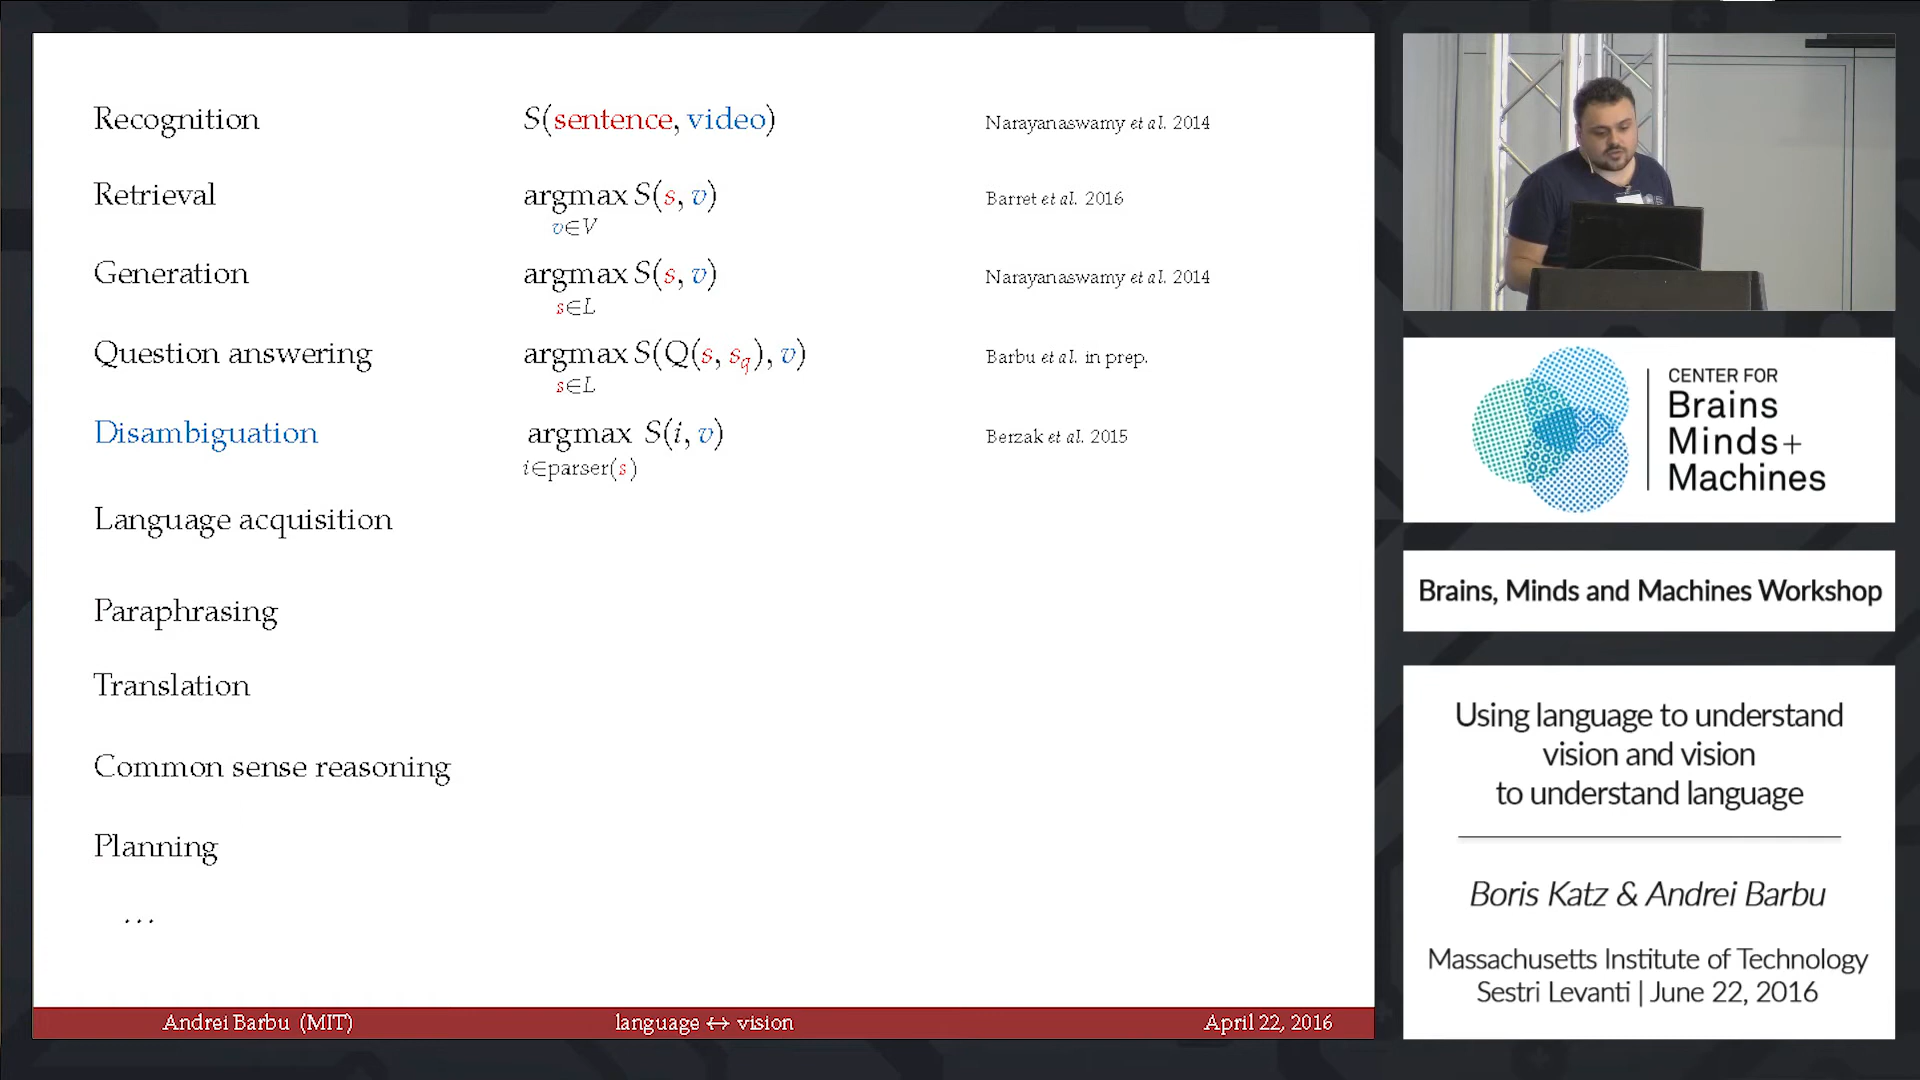 Recognition S(sentence, video) Narayanaswamy et al. 2014
Retrieval argmax S(s, v) Barret et al. 2016
v∈V
Generation argmax S(s, v) Narayanaswamy et al. 2014
s∈L
Question answering argmax S(Q(s, s_q), v) Barbu et al. in prep.
s∈L
Disambiguation argmax S(i, v) Berzak et al. 2015
i∈parser(s)
Language acquisition
Paraphrasing
Translation
Common sense reasoning
Planning
...
Andrei Barbu (MIT) language ↔ vision April 22, 2016
CENTER FOR
Brains
Minds+
Machines
Brains, Minds and Machines Workshop
Using language to understand
vision and vision
to understand language
Boris Katz & Andrei Barbu
Massachusetts Institute of Technology
Sestri Levanti | June 22, 2016